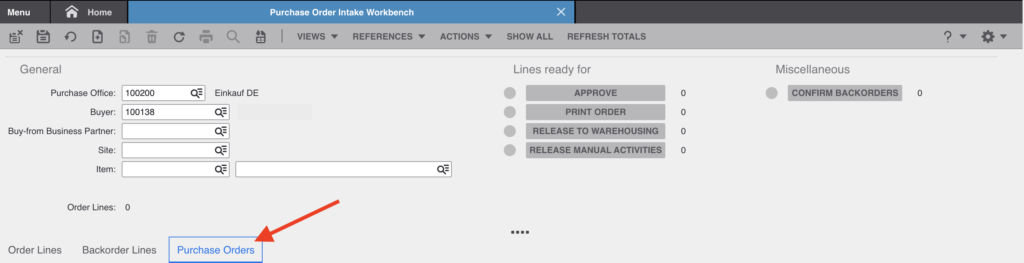 Menu Home Purchase Order Intake Workbench
VIEWS REFERENCES ACTIONS SHOW ALL REFRESH TOTALS ?
General Lines ready for Miscellaneous
Purchase Office: 100200 Einkauf DE APPROVE 0 CONFIRM BACKORDERS 0
Buyer: 100138 PRINT ORDER 0
Buy-from Business Partner: RELEASE TO WAREHOUSING 0
Site: RELEASE MANUAL ACTIVITIES 0
Item:
Order Lines: 0
Order Lines Backorder Lines Purchase Orders